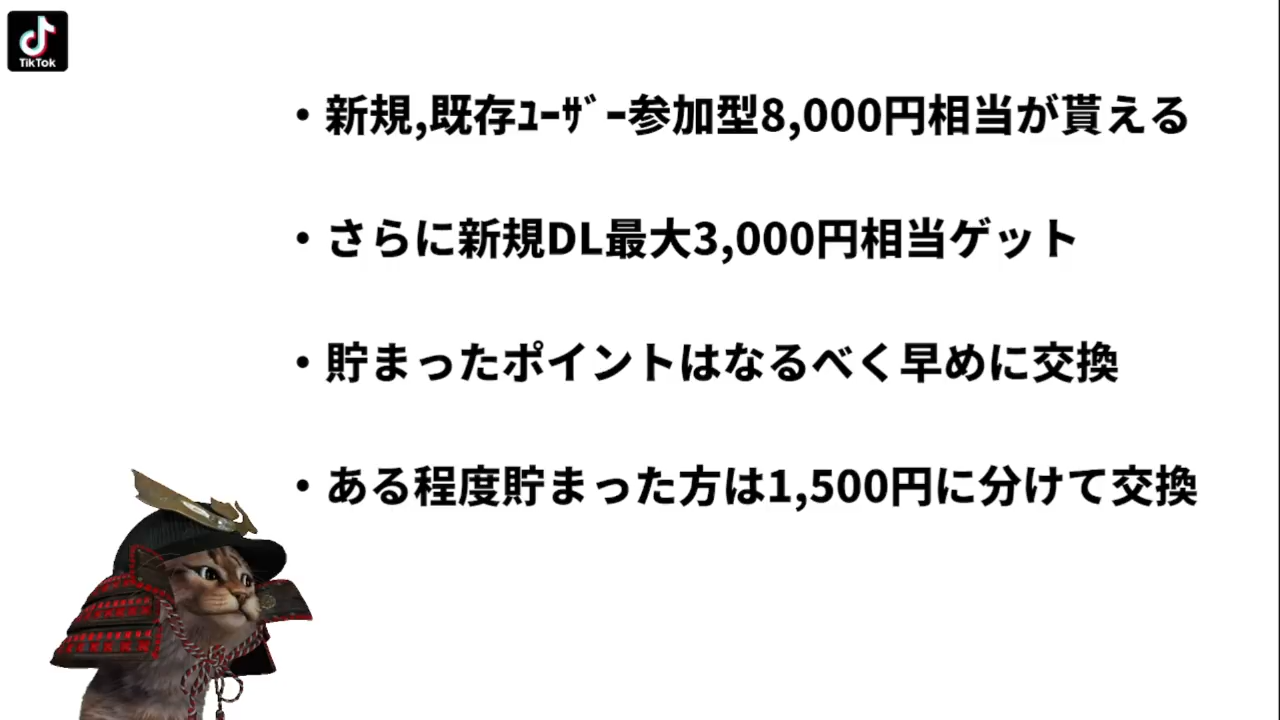 TikTok
・新規,既存ﾕｰｻﾞｰ参加型8,000円相当が貰える
・さらに新規DL最大3,000円相当ゲット
・貯まったポイントはなるべく早めに交換
・ある程度貯まった方は1,500円に分けて交換